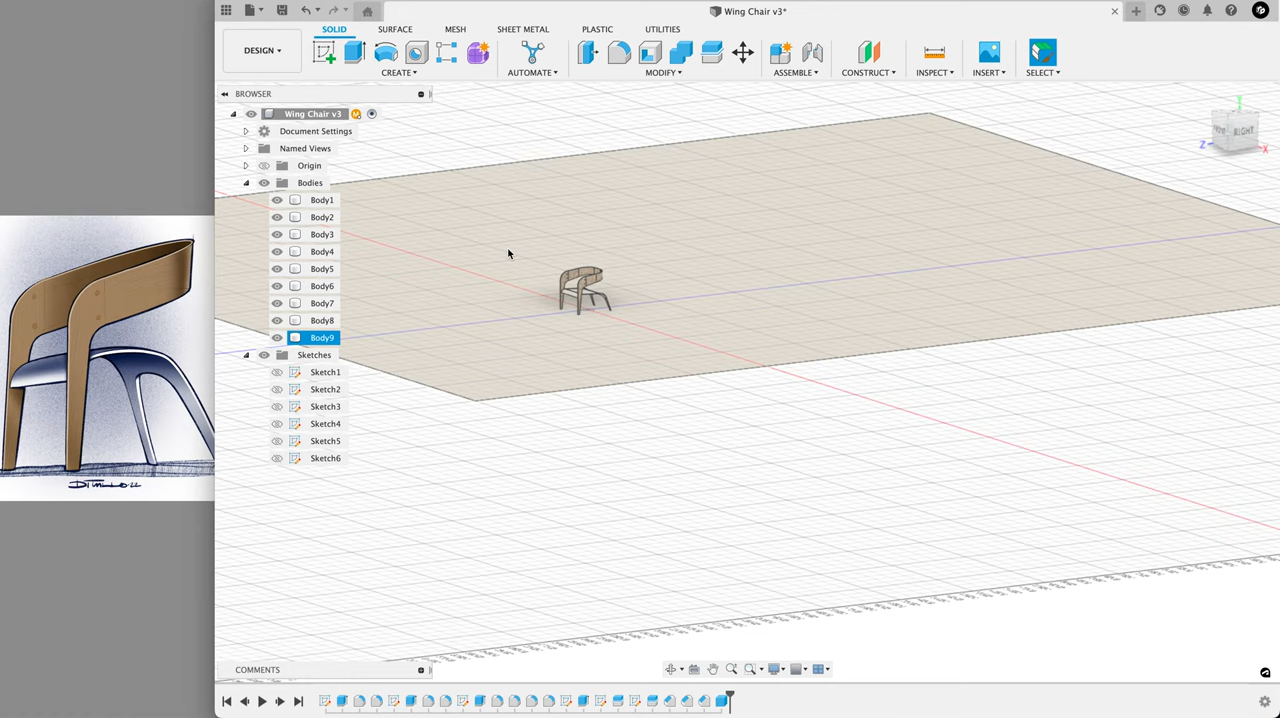 Wing Chair v3*
DESIGN
SOLID
SURFACE
MESH
SHEET METAL
PLASTIC
UTILITIES
CREATE
AUTOMATE
MODIFY
ASSEMBLE
CONSTRUCT
INSPECT
INSERT
SELECT
BROWSER
Wing Chair v3
Document Settings
Named Views
Origin
Bodies
Body1
Body2
Body3
Body4
Body5
Body6
Body7
Body8
Body9
Sketches
Sketch1
Sketch2
Sketch3
Sketch4
Sketch5
Sketch6
Y
RIGHT
Z
X
COMMENTS